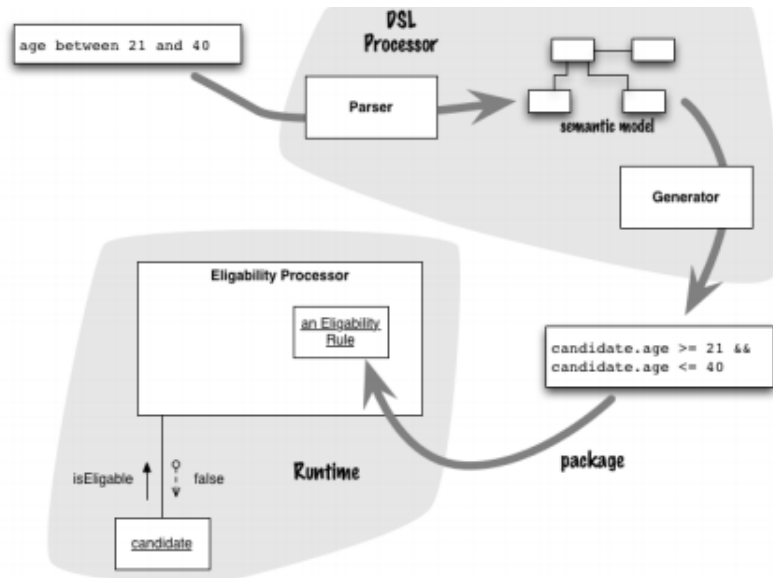 age between 21 and 40
DSL
Processor
Parser
semantic model
Generator
candidate.age >= 21 &&
candidate.age <= 40
package
Eligability Processor
an Eligability
Rule
Runtime
isEligable
false
candidate